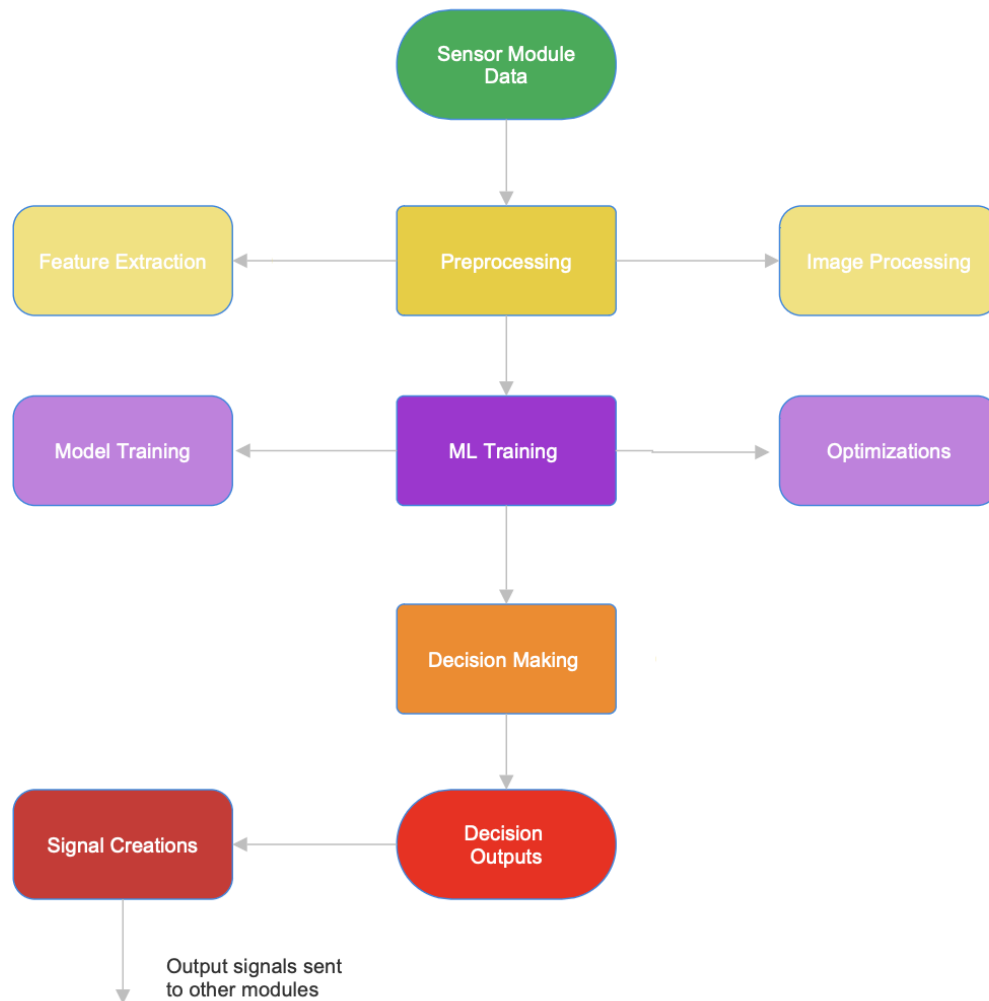 Sensor Module
Data
Feature Extraction
Preprocessing
Image Processing
Model Training
ML Training
Optimizations
Decision Making
Signal Creations
Decision
Outputs
Output signals sent
to other modules